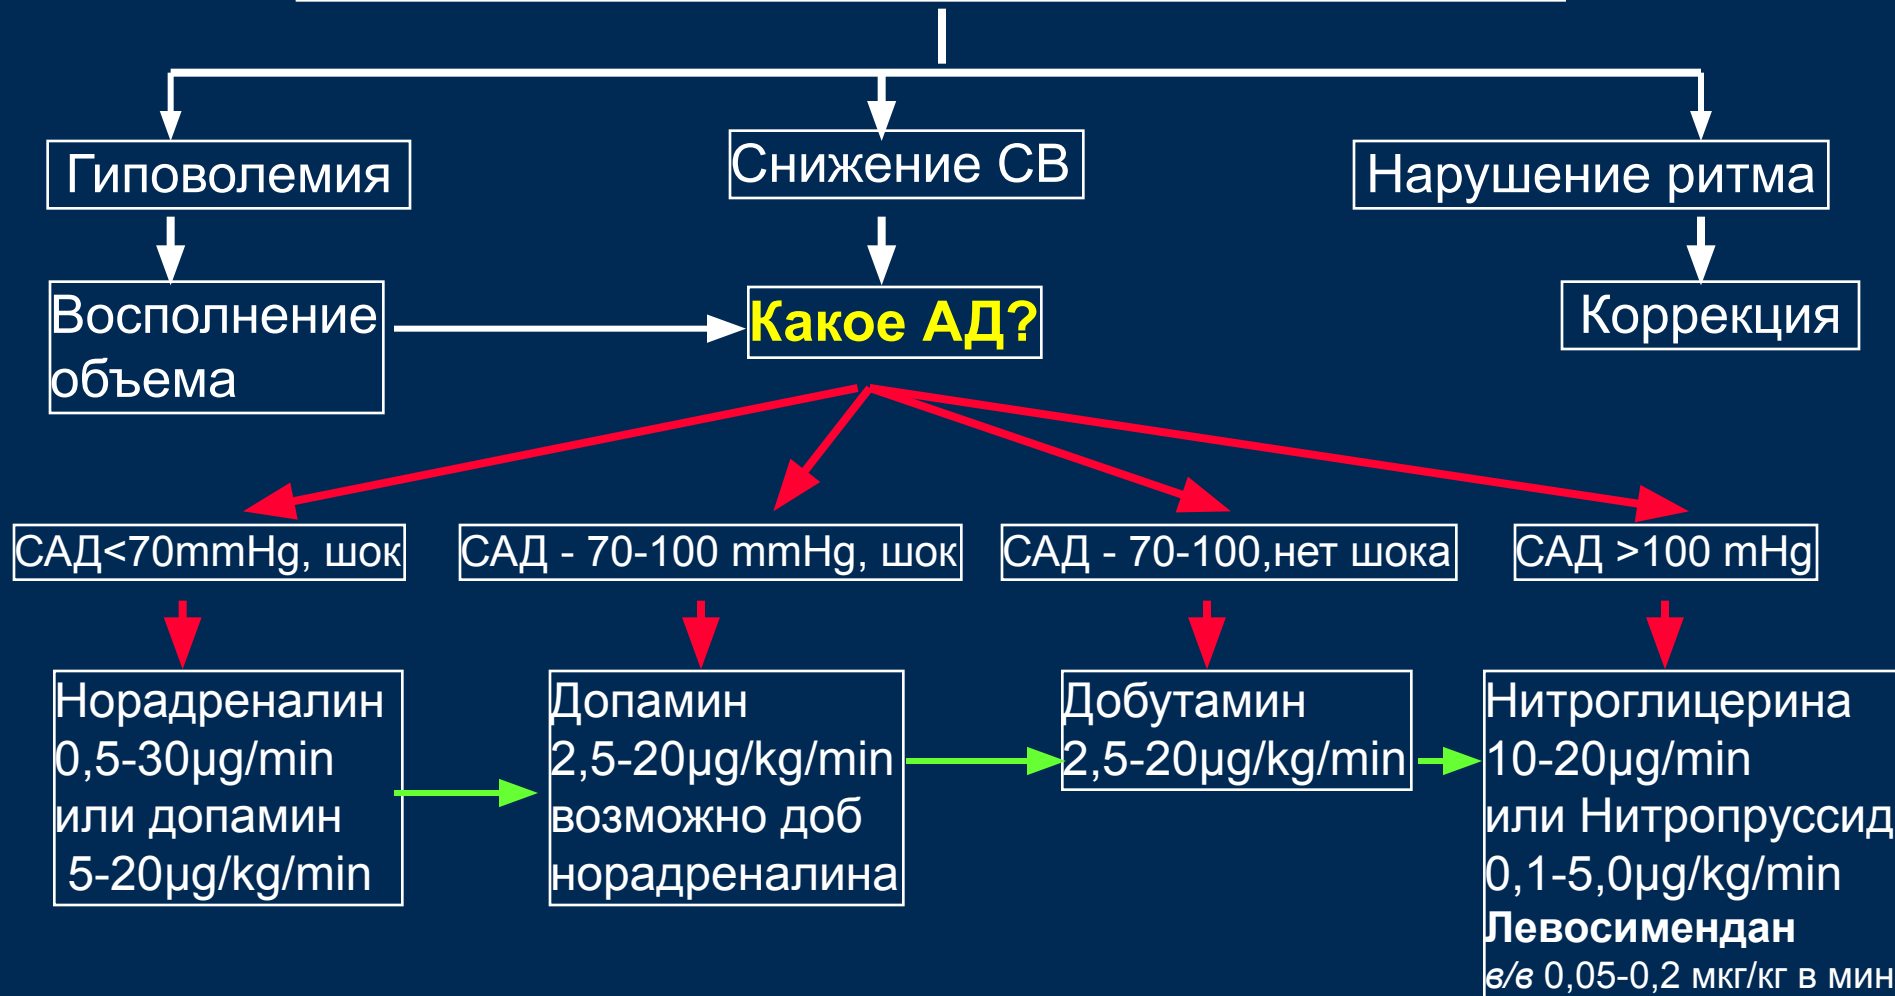 Гиповолемия
Снижение СВ
Нарушение ритма
Восполнение
объема
Какое АД?
Коррекция
САД<70mmHg, шок
САД - 70-100 mmHg, шок
САД - 70-100,нет шока
САД >100 mHg
Норадреналин
0,5-30µg/min
или допамин
5-20µg/kg/min
Допамин
2,5-20µg/kg/min
возможно доб
норадреналина
Добутамин
2,5-20µg/kg/min
Нитроглицерина
10-20µg/min
или Нитропруссид
0,1-5,0µg/kg/min
Левосимендан
в/в 0,05-0,2 мкг/кг в мин